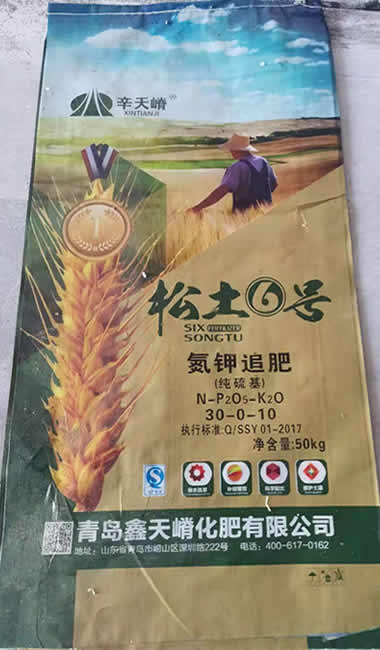 辛天嵴
XINTIANJI
1
松土6号
SIX FERTILIZER
SONGTU
氮钾追肥
(纯硫基)
N-P₂O₅-K₂O
30-0-10
执行标准:Q/SSY 01-2017
净含量:50kg
青岛鑫天嵴化肥有限公司
地址:山东省青岛市崂山区深圳路222号 电话:400-617-0162